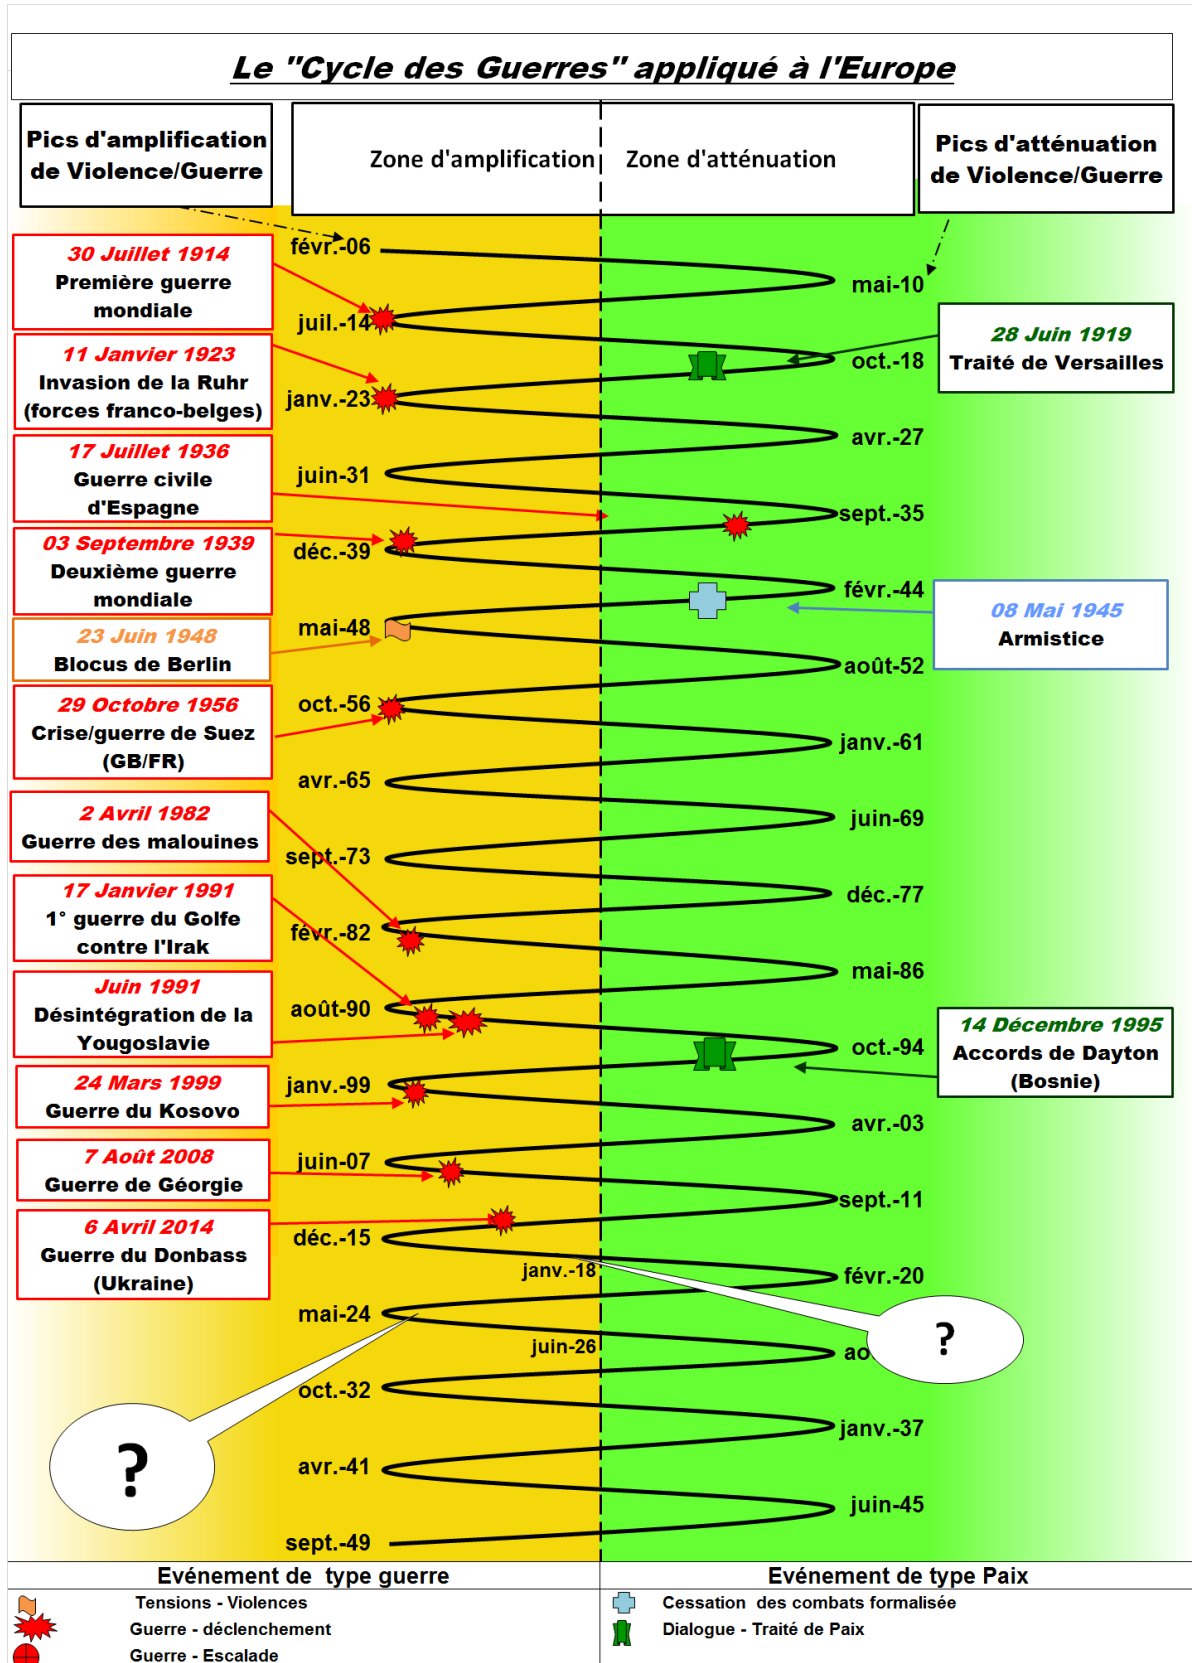 Le "Cycle des Guerres" appliqué à l'Europe
Pics d'amplification
de Violence/Guerre
Zone d'amplification
Zone d'atténuation
Pics d'atténuation
de Violence/Guerre
févr.-06
30 Juillet 1914
Première guerre
mondiale
mai-10
juil.-14
28 Juin 1919
Traité de Versailles
11 Janvier 1923
Invasion de la Ruhr
(forces franco-belges)
oct.-18
janv.-23
avr.-27
17 Juillet 1936
Guerre civile
d'Espagne
juin-31
sept.-35
03 Septembre 1939
Deuxième guerre
mondiale
déc.-39
févr.-44
08 Mai 1945
Armistice
23 Juin 1948
Blocus de Berlin
mai-48
août-52
29 Octobre 1956
Crise/guerre de Suez
(GB/FR)
oct.-56
janv.-61
avr.-65
2 Avril 1982
Guerre des malouines
juin-69
sept.-73
17 Janvier 1991
1° guerre du Golfe
contre l'Irak
déc.-77
févr.-82
mai-86
Juin 1991
Désintégration de la
Yougoslavie
août-90
14 Décembre 1995
Accords de Dayton
(Bosnie)
oct.-94
24 Mars 1999
Guerre du Kosovo
janv.-99
avr.-03
7 Août 2008
Guerre de Géorgie
juin-07
sept.-11
6 Avril 2014
Guerre du Donbass
(Ukraine)
déc.-15
janv.-18
févr.-20
mai-24
?
juin-26
ao
oct.-32
janv.-37
?
avr.-41
juin-45
sept.-49
Evénement de type guerre
Evénement de type Paix
Tensions - Violences
Cessation des combats formalisée
Guerre - déclenchement
Dialogue - Traité de Paix
Guerre - Escalade